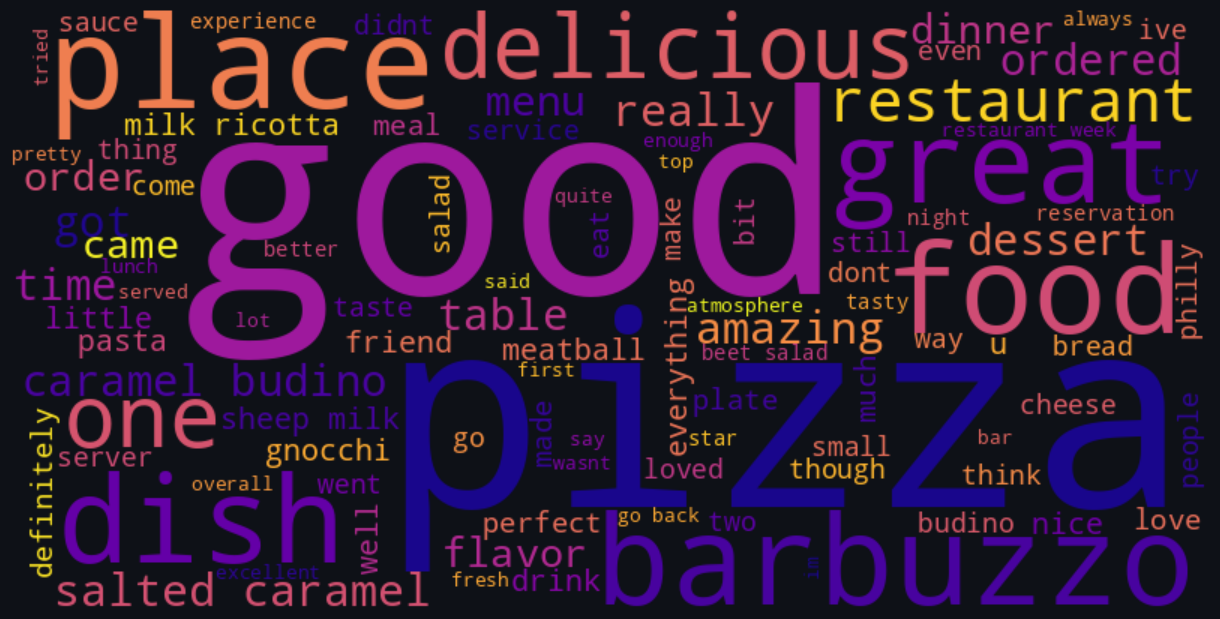 sauce
experience
didnt
delicious
dinner
always
ive
tried
place
even
ordered
menu
really
restaurant
milk ricotta
meal
service
enough
restaurant week
great
pretty
thing
top
good
order
come
salad
quite
try
got
came
better
eat
make
bit
night
reservation
still
dessert
lunch
time
served
said
dont
food
philly
little
lot
taste
table
atmosphere
tasty
pasta
friend
meatball
everything
amazing
way
u
bread
beet salad
first
caramel budino
pizza
much
one
sheep milk
plate
cheese
people
definitely
server
gnocchi
go
made
say
star
small
bar
wasnt
loved
though
think
overall
went
dish
well
perfect
go back
two
budino
nice
love
flavor
barbuzzo
excellent
im
salted caramel
fresh
drink